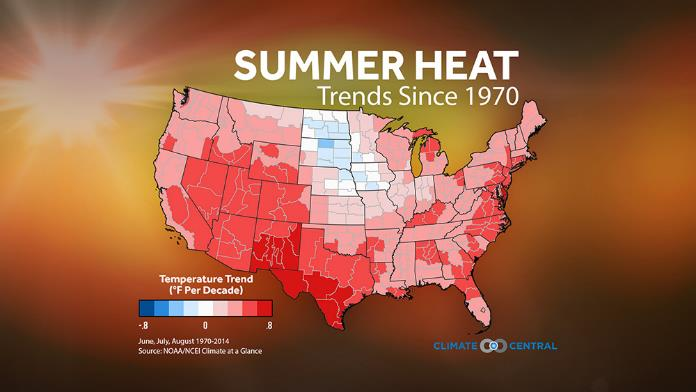 SUMMER HEAT
Trends Since 1970
Temperature Trend
(°F Per Decade)
-.8 0 .8
June, July, August 1970-2014
Source: NOAA/NCEI Climate at a Glance
CLIMATE CENTRAL